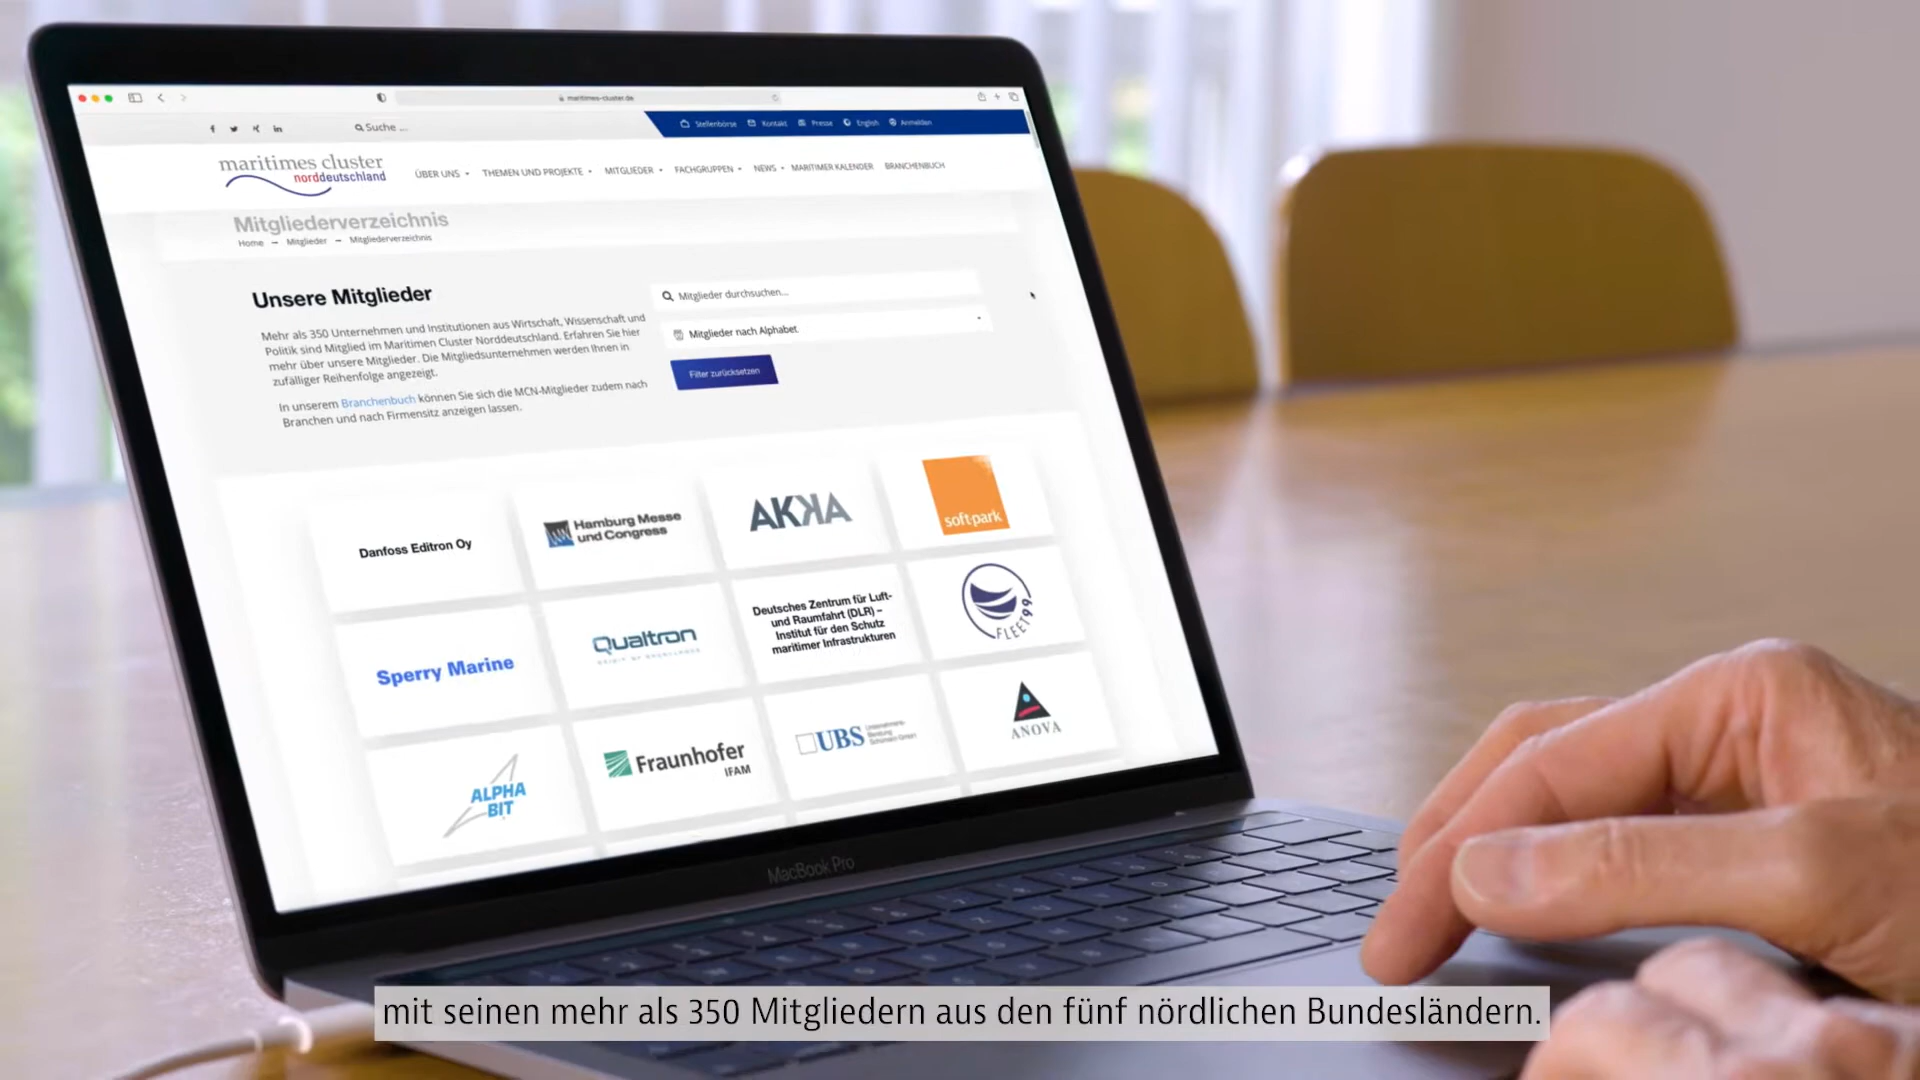 maritimes-cluster.de
Suche ...
Stellenbörse Kontakt Presse English Anmelden
maritimes cluster
norddeutschland
ÜBER UNS THEMEN UND PROJEKTE MITGLIEDER FACHGRUPPEN NEWS MARITIMER KALENDER BRANCHENBUCH
Mitgliederverzeichnis
Home → Mitglieder → Mitgliederverzeichnis
Unsere Mitglieder
Mehr als 350 Unternehmen und Institutionen aus Wirtschaft, Wissenschaft und
Politik sind Mitglied im Maritimen Cluster Norddeutschland. Erfahren Sie hier
mehr über unsere Mitglieder. Die Mitgliedsunternehmen werden Ihnen in
zufälliger Reihenfolge angezeigt.
In unserem Branchenbuch können Sie sich die MCN-Mitglieder zudem nach
Branchen und nach Firmensitz anzeigen lassen.
Mitglieder durchsuchen...
Mitglieder nach Alphabet
Filter zurücksetzen
Danfoss Editron Oy
Hamburg Messe
und Congress
AKKA
soft-park
Sperry Marine
Qualtron
Deutsches Zentrum für Luft-
und Raumfahrt (DLR) –
Institut für den Schutz
maritimer Infrastrukturen
FLEET99
ALPHA
BIT
Fraunhofer
IFAM
UBS
ANOVA
MacBook Pro
mit seinen mehr als 350 Mitgliedern aus den fünf nördlichen Bundesländern.